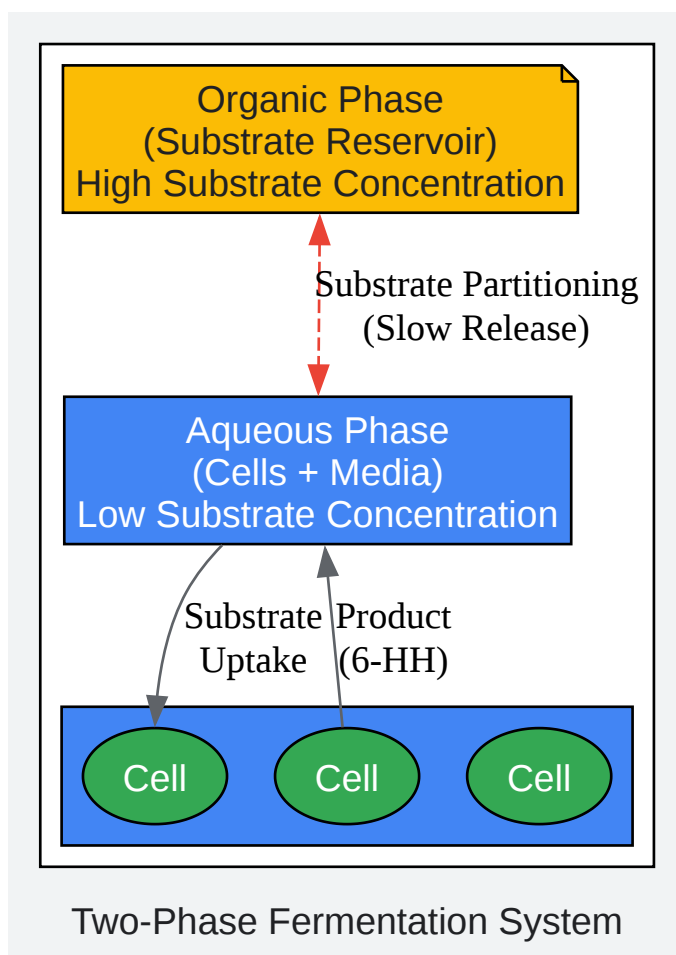 Organic Phase
(Substrate Reservoir)
High Substrate Concentration
Substrate Partitioning
(Slow Release)
Aqueous Phase
(Cells + Media)
Low Substrate Concentration
Substrate
Uptake
Product
(6-HH)
Cell
Cell
Cell
Two-Phase Fermentation System